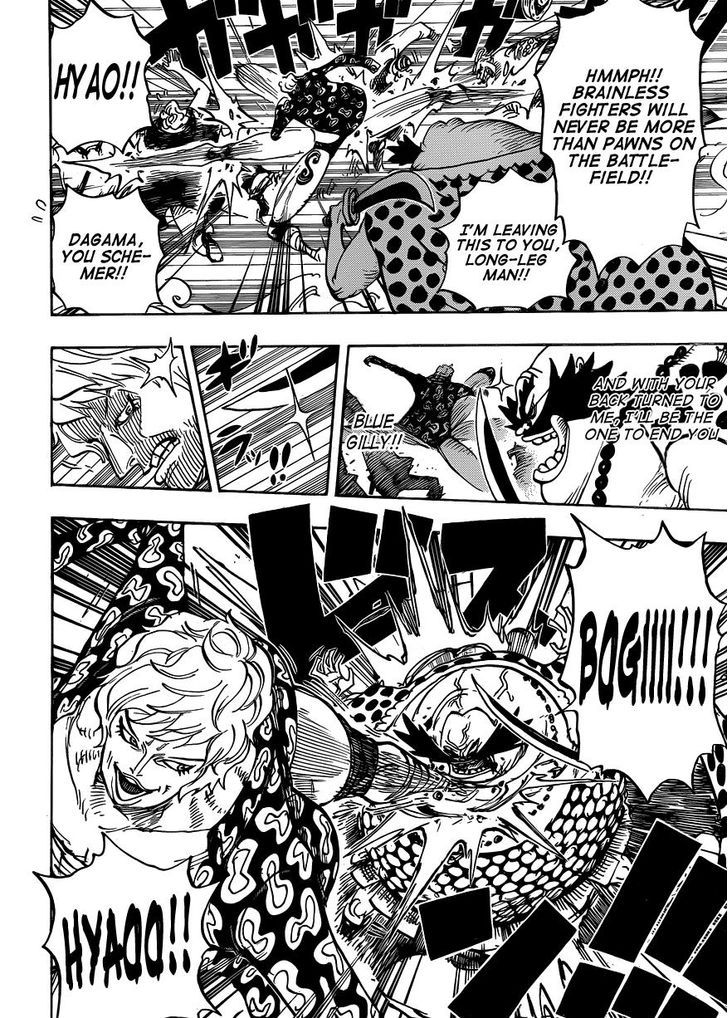 HMMMPH!!
BRAINLESS
FIGHTERS WILL
NEVER BE MORE
THAN PAWNS ON
THE BATTLE-
FIELD!!
I'M LEAVING
THIS TO YOU,
LONG-LEG
MAN!!
HYAO!!
DAGAMA,
YOU SCHE-
MER!!
AND WITH YOUR
BACK TURNED TO
ME, I'LL BE THE
ONE TO END YOU
BLUE
GILLY!!
BOGIIIII!!!
HYAOO!!